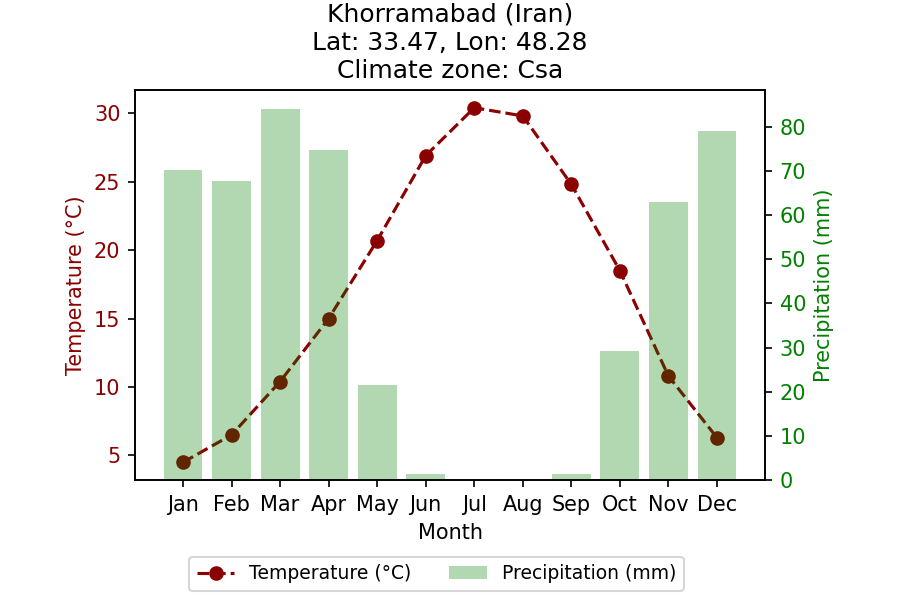 Khorramabad (Iran)
Lat: 33.47, Lon: 48.28
Climate zone: Csa
Temperature (°C)
30
25
20
15
10
5
80
70
60
50
40
30
20
10
0
Precipitation (mm)
Jan Feb Mar Apr May Jun Jul Aug Sep Oct Nov Dec
Month
Temperature (°C) Precipitation (mm)